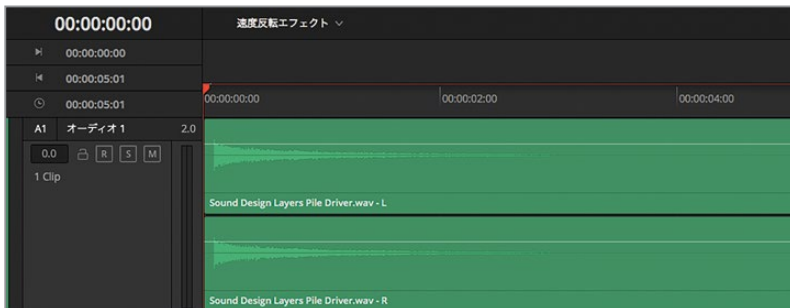 00:00:00:00 速度反転エフェクト
00:00:00:00
00:00:05:01
00:00:05:01
00:00:00:00 00:00:02:00 00:00:04:00
A1 オーディオ 1 2.0
0.0 R S M
1 Clip
Sound Design Layers Pile Driver.wav - L
Sound Design Layers Pile Driver.wav - R